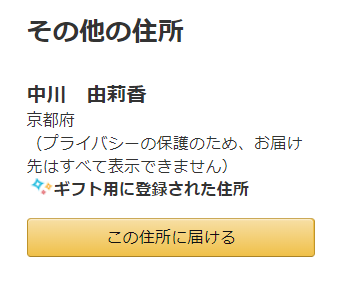 その他の住所
中川　由莉香
京都府
（プライバシーの保護のため、お届け
先はすべて表示できません）
ギフト用に登録された住所
この住所に届ける